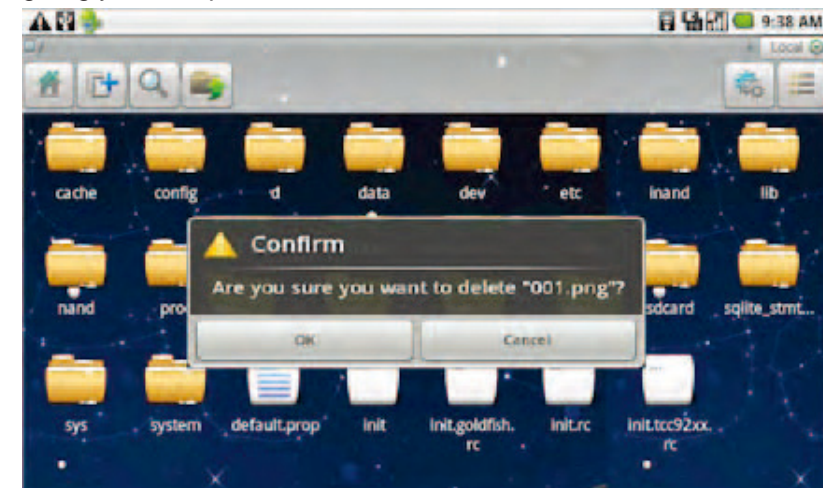 9:38 AM
/ Local
cache config d data dev etc inand lib
Confirm
Are you sure you want to delete "001.png"?
nand sdcard sqlite_stmt...
OK Cancel
sys system default.prop init init.goldfish. init.rc init.tcc92xx.
rc rc